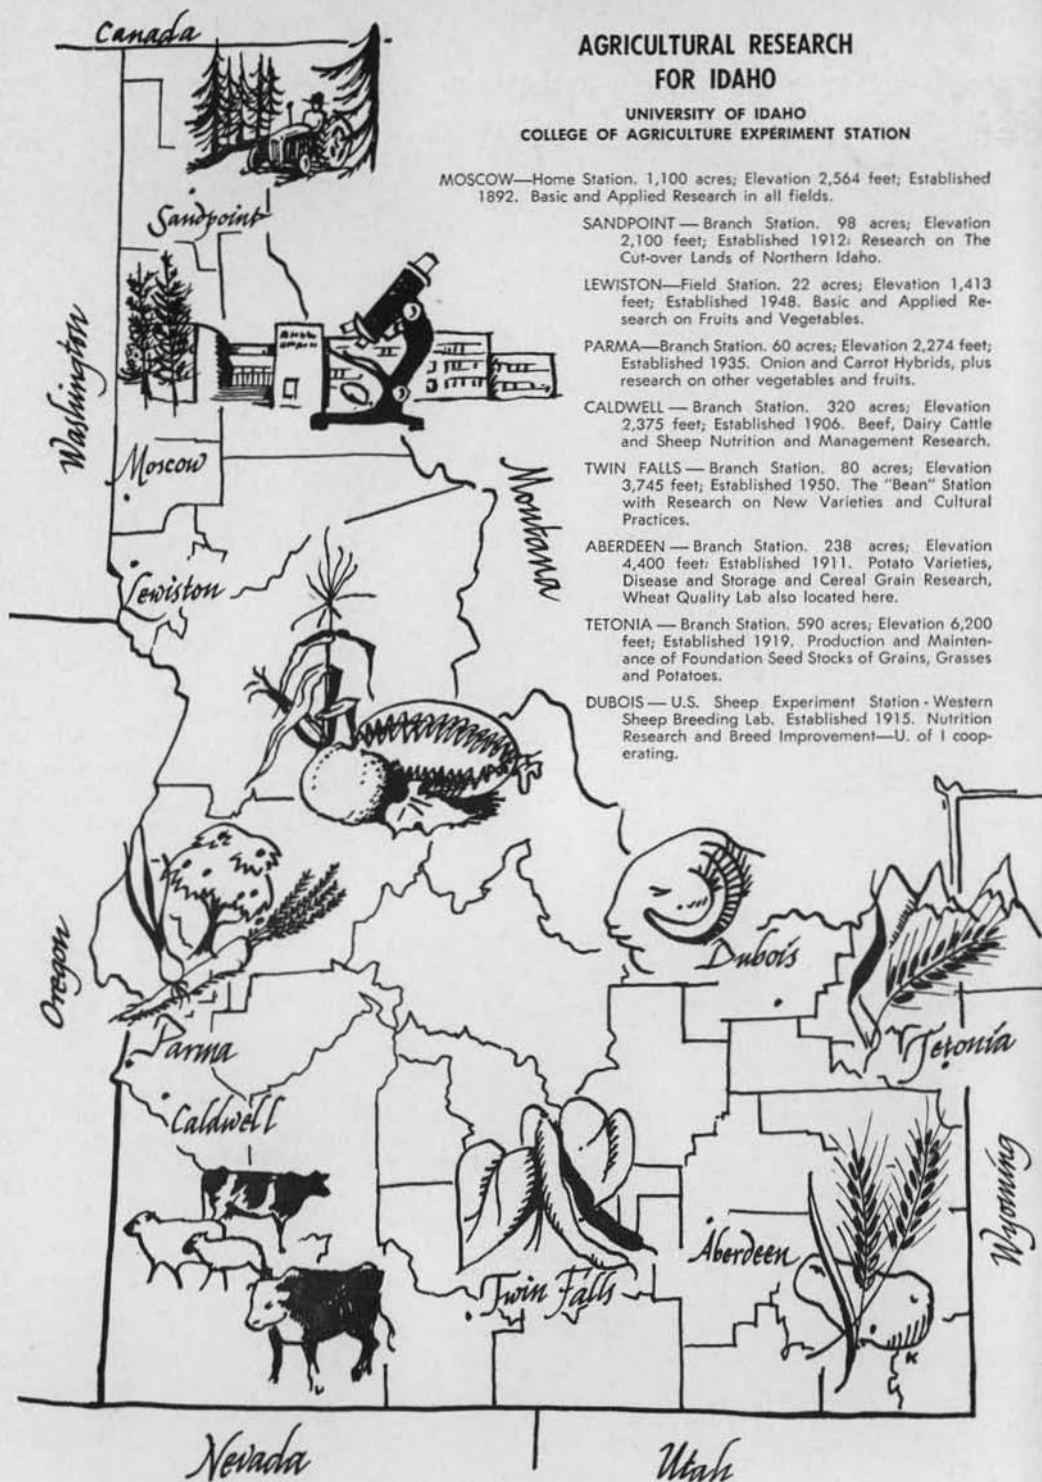 Canada
AGRICULTURAL RESEARCH
FOR IDAHO
UNIVERSITY OF IDAHO
COLLEGE OF AGRICULTURE EXPERIMENT STATION
MOSCOW—Home Station. 1,100 acres; Elevation 2,564 feet; Established
1892. Basic and Applied Research in all fields.
SANDPOINT — Branch Station. 98 acres; Elevation
2,100 feet; Established 1912: Research on The
Cut-over Lands of Northern Idaho.
LEWISTON—Field Station. 22 acres; Elevation 1,413
feet; Established 1948. Basic and Applied Re-
search on Fruits and Vegetables.
PARMA—Branch Station. 60 acres; Elevation 2,274 feet;
Established 1935. Onion and Carrot Hybrids, plus
research on other vegetables and fruits.
CALDWELL — Branch Station. 320 acres; Elevation
2,375 feet; Established 1906. Beef, Dairy Cattle
and Sheep Nutrition and Management Research.
TWIN FALLS — Branch Station. 80 acres; Elevation
3,745 feet; Established 1950. The "Bean" Station
with Research on New Varieties and Cultural
Practices.
ABERDEEN — Branch Station. 238 acres; Elevation
4,400 feet; Established 1911. Potato Varieties,
Disease and Storage and Cereal Grain Research,
Wheat Quality Lab also located here.
TETONIA — Branch Station. 590 acres; Elevation 6,200
feet; Established 1919. Production and Mainten-
ance of Foundation Seed Stocks of Grains, Grasses
and Potatoes.
DUBOIS — U.S. Sheep Experiment Station - Western
Sheep Breeding Lab. Established 1915. Nutrition
Research and Breed Improvement—U. of I coop-
erating.
Sandpoint
Washington
Moscow
Montana
Lewiston
Oregon
Dubois
Parma
Tetonia
Caldwell
Wyoming
Aberdeen
Twin Falls
K
Nevada
Utah